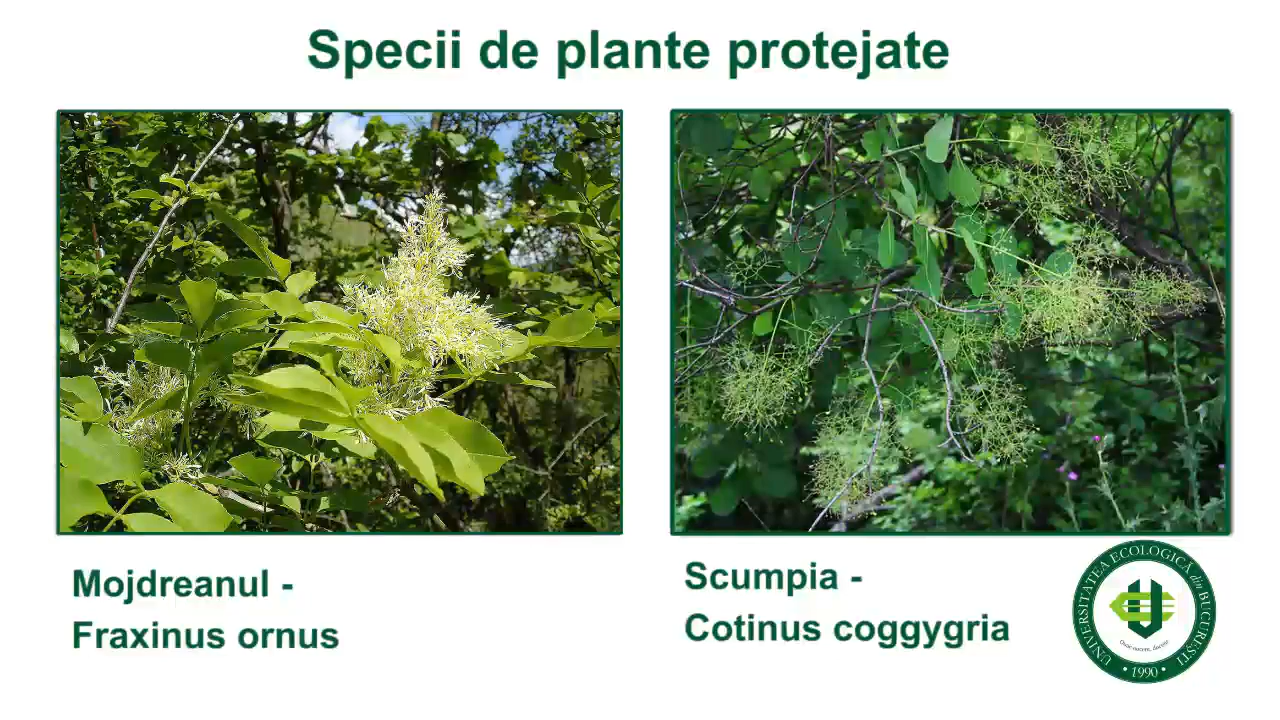 Specii de plante protejate
Mojdreanul -
Fraxinus ornus
Scumpia -
Cotinus coggygria
UNIVERSITATEA ECOLOGICĂ din BUCUREȘTI
• 1990 •